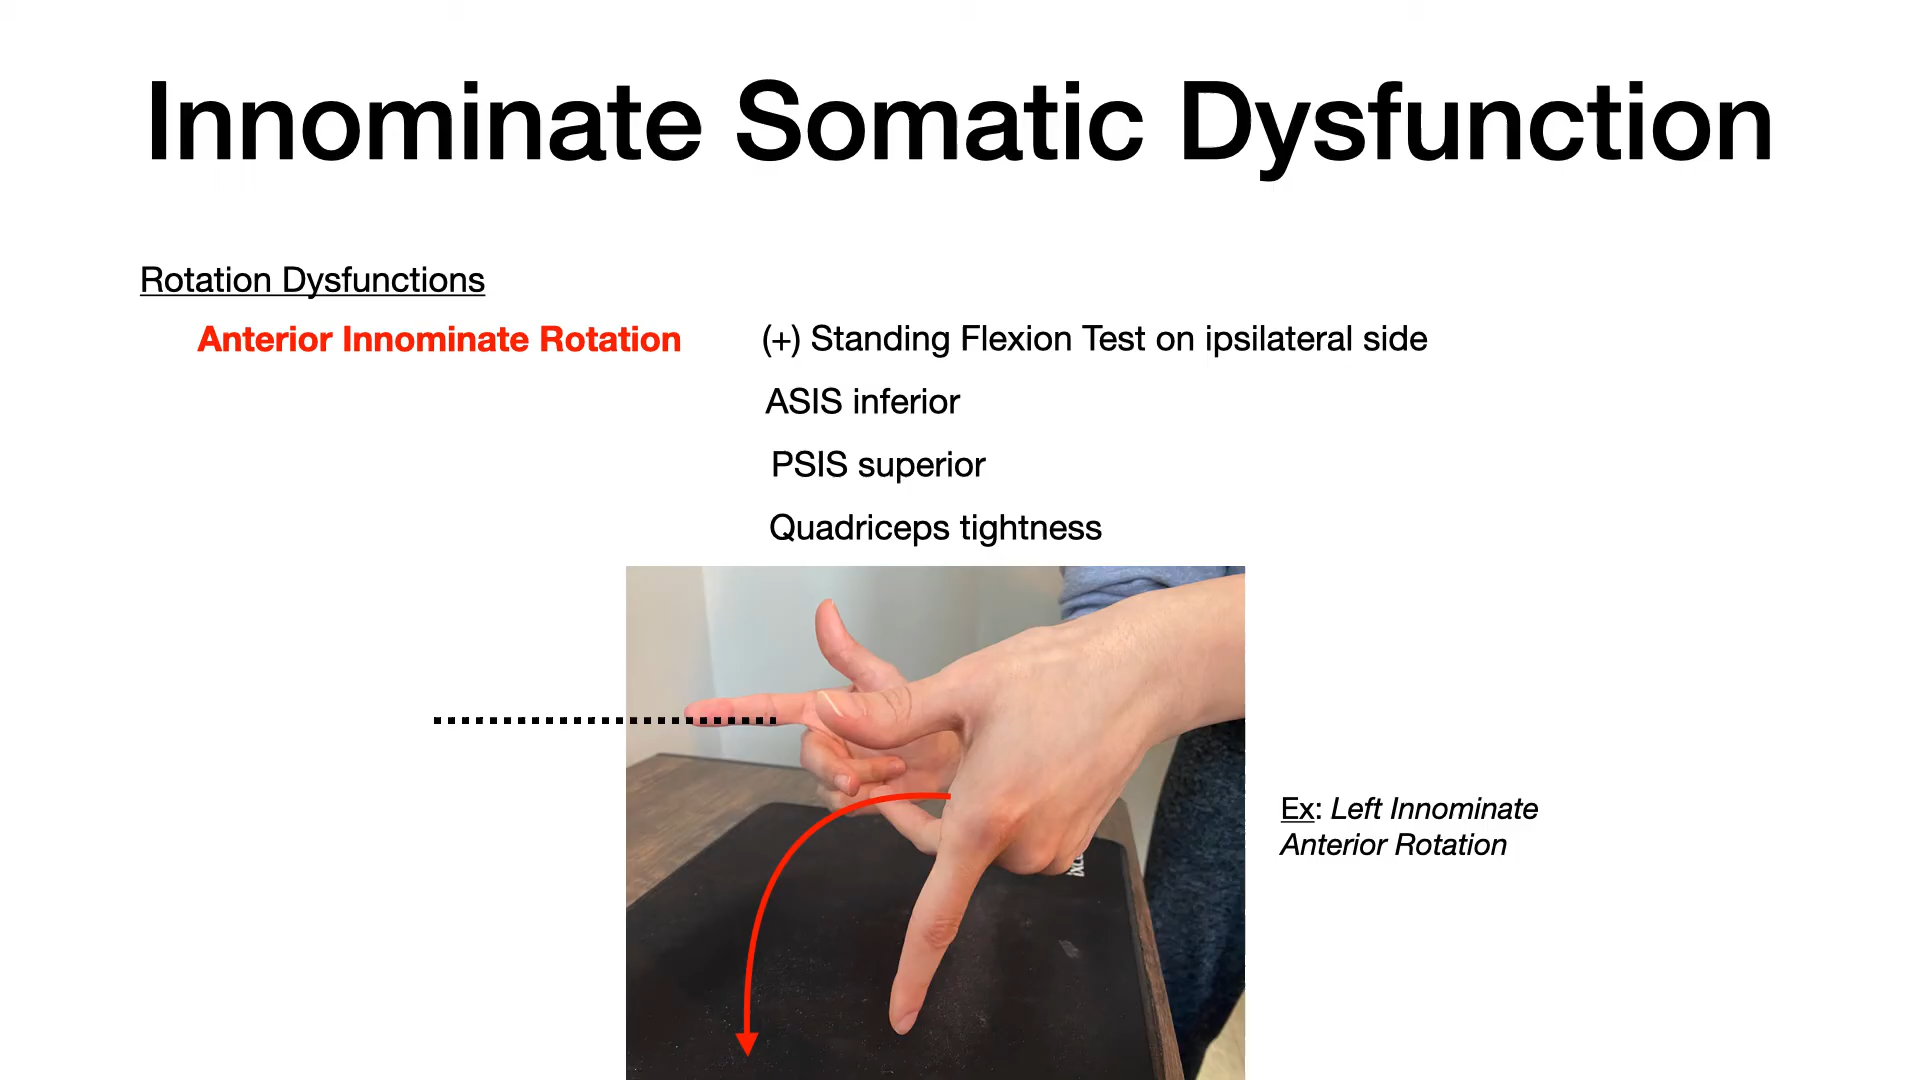 Innominate Somatic Dysfunction
Rotation Dysfunctions
Anterior Innominate Rotation
(+) Standing Flexion Test on ipsilateral side
ASIS inferior
PSIS superior
Quadriceps tightness
Ex: Left Innominate
Anterior Rotation